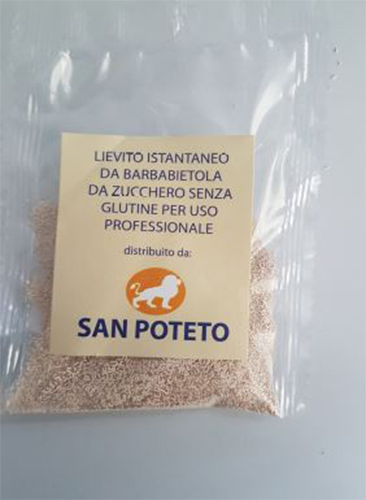 LIEVITO ISTANTANEO
DA BARBABIETOLA
DA ZUCCHERO SENZA
GLUTINE PER USO
PROFESSIONALE
distribuito da:
SAN POTETO